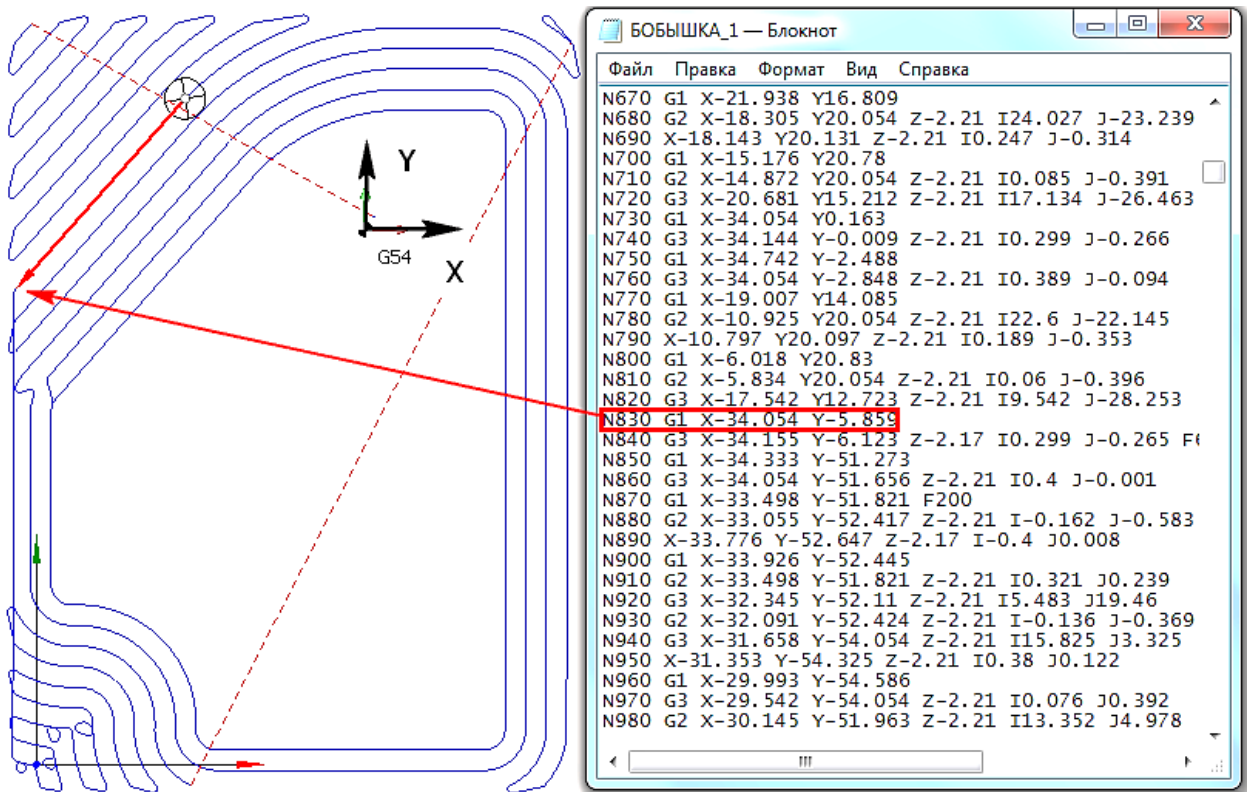 Y
G54
X
БОБЫШКА_1 — Блокнот
Файл Правка Формат Вид Справка
N670 G1 X-21.938 Y16.809
N680 G2 X-18.305 Y20.054 Z-2.21 I24.027 J-23.239
N690 X-18.143 Y20.131 Z-2.21 I0.247 J-0.314
N700 G1 X-15.176 Y20.78
N710 G2 X-14.872 Y20.054 Z-2.21 I0.085 J-0.391
N720 G3 X-20.681 Y15.212 Z-2.21 I17.134 J-26.463
N730 G1 X-34.054 Y0.163
N740 G3 X-34.144 Y-0.009 Z-2.21 I0.299 J-0.266
N750 G1 X-34.742 Y-2.488
N760 G3 X-34.054 Y-2.848 Z-2.21 I0.389 J-0.094
N770 G1 X-19.007 Y14.085
N780 G2 X-10.925 Y20.054 Z-2.21 I22.6 J-22.145
N790 X-10.797 Y20.097 Z-2.21 I0.189 J-0.353
N800 G1 X-6.018 Y20.83
N810 G2 X-5.834 Y20.054 Z-2.21 I0.06 J-0.396
N820 G3 X-17.542 Y12.723 Z-2.21 I9.542 J-28.253
N830 G1 X-34.054 Y-5.859
N840 G3 X-34.155 Y-6.123 Z-2.17 I0.299 J-0.265
N850 G1 X-34.333 Y-51.273
N860 G3 X-34.054 Y-51.656 Z-2.21 I0.4 J-0.001
N870 G1 X-33.498 Y-51.821 F200
N880 G2 X-33.055 Y-52.417 Z-2.21 I-0.162 J-0.583
N890 X-33.776 Y-52.647 Z-2.17 I-0.4 J0.008
N900 G1 X-33.926 Y-52.445
N910 G2 X-33.498 Y-51.821 Z-2.21 I0.321 J0.239
N920 G3 X-32.345 Y-52.11 Z-2.21 I5.483 J19.46
N930 G2 X-32.091 Y-52.424 Z-2.21 I-0.136 J-0.369
N940 G3 X-31.658 Y-54.054 Z-2.21 I15.825 J3.325
N950 X-31.353 Y-54.325 Z-2.21 I0.38 J0.122
N960 G1 X-29.993 Y-54.586
N970 G3 X-29.542 Y-54.054 Z-2.21 I0.076 J0.392
N980 G2 X-30.145 Y-51.963 Z-2.21 I13.352 J4.978